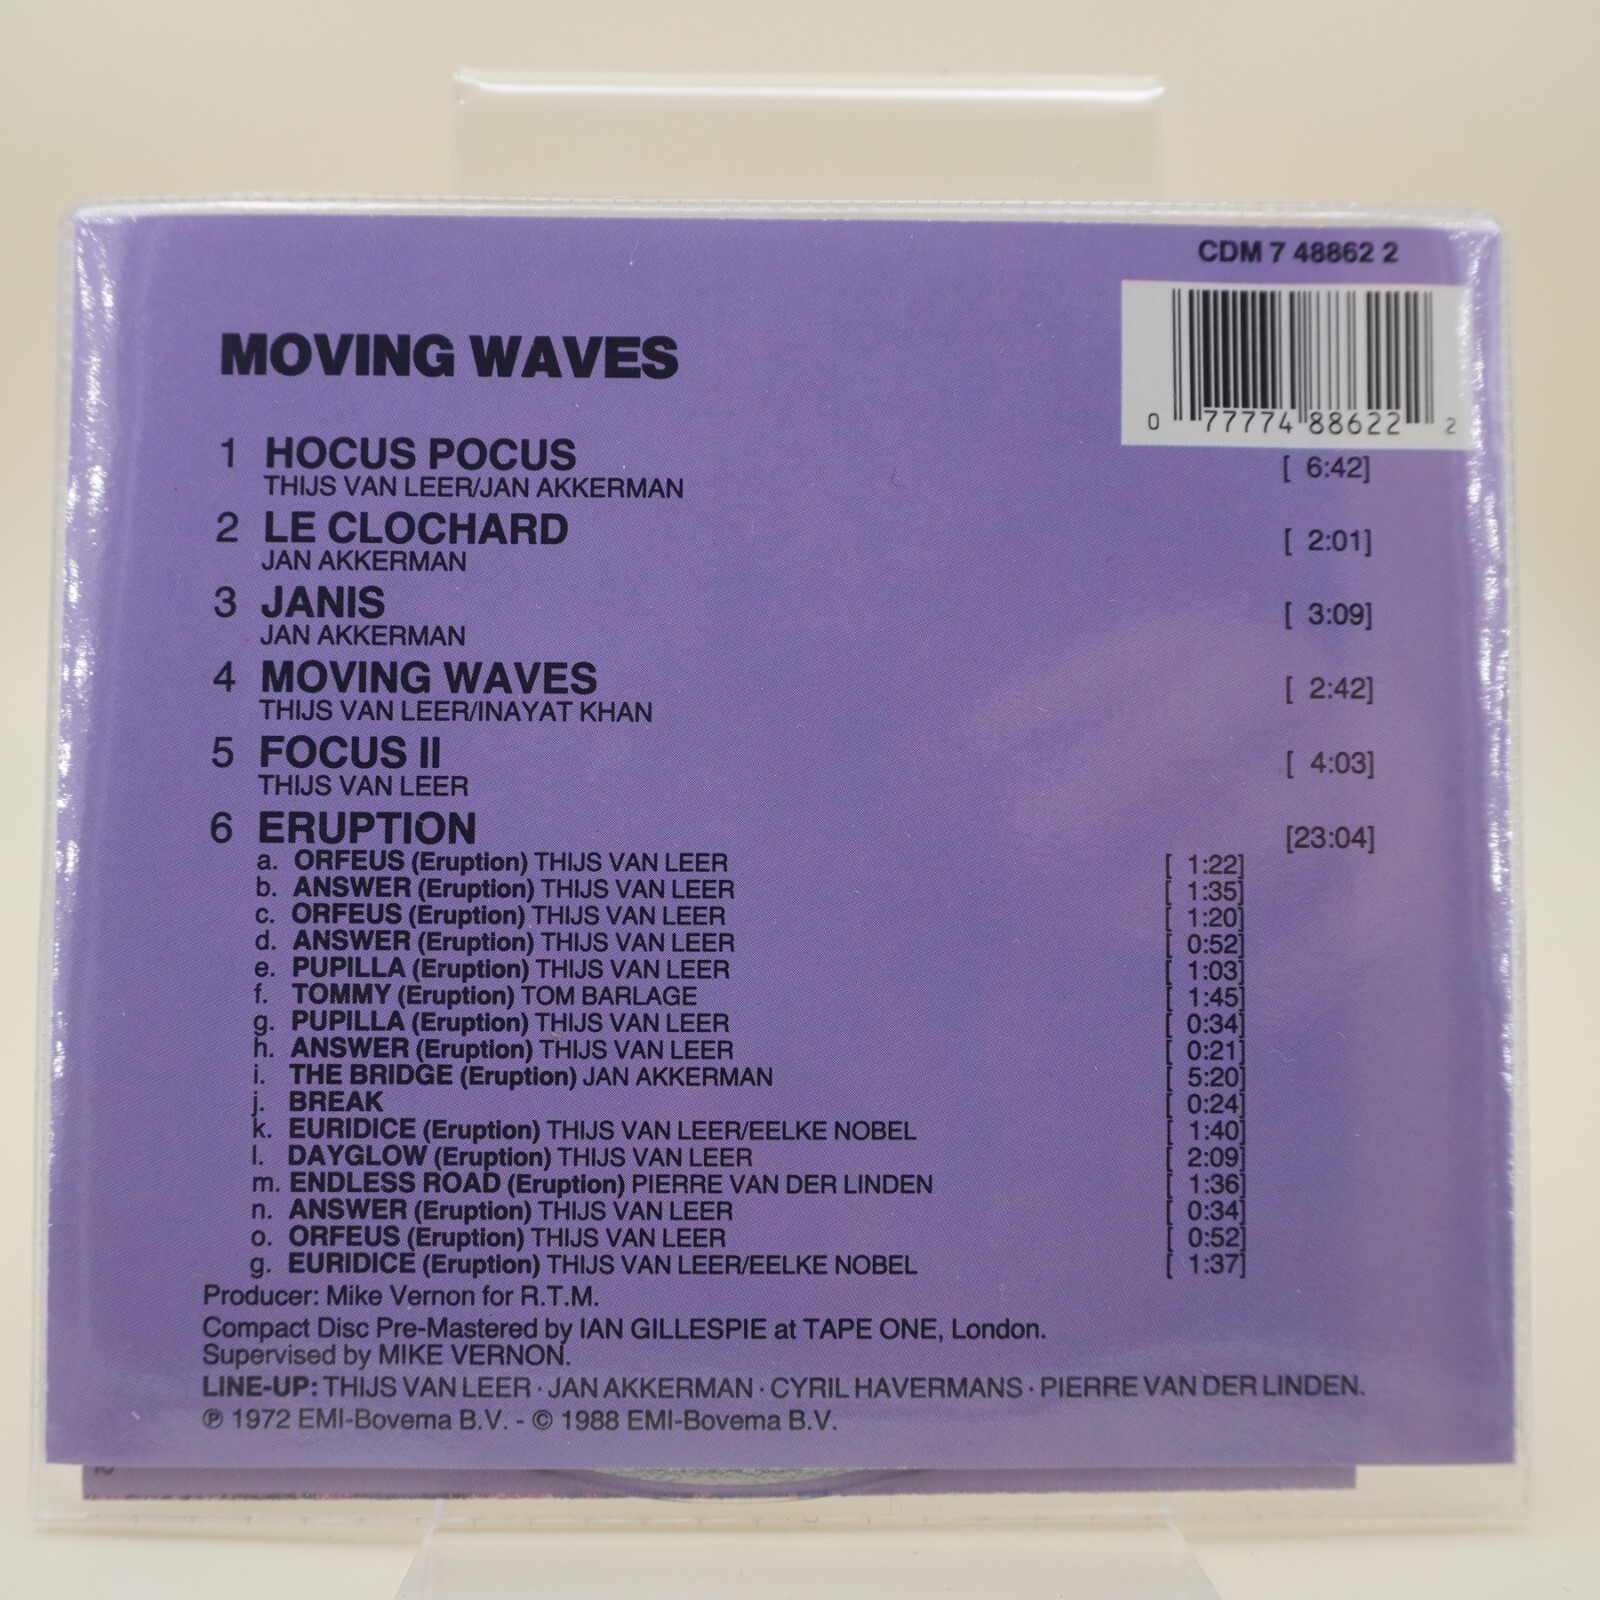 CDM 7 48862 2
0 77774 88622 2
MOVING WAVES
1 HOCUS POCUS [ 6:42]
THIJS VAN LEER/JAN AKKERMAN
2 LE CLOCHARD [ 2:01]
JAN AKKERMAN
3 JANIS [ 3:09]
JAN AKKERMAN
4 MOVING WAVES [ 2:42]
THIJS VAN LEER/INAYAT KHAN
5 FOCUS II [ 4:03]
THIJS VAN LEER
6 ERUPTION [23:04]
a. ORFEUS (Eruption) THIJS VAN LEER [ 1:22]
b. ANSWER (Eruption) THIJS VAN LEER [ 1:35]
c. ORFEUS (Eruption) THIJS VAN LEER [ 1:20]
d. ANSWER (Eruption) THIJS VAN LEER [ 0:52]
e. PUPILLA (Eruption) THIJS VAN LEER [ 1:03]
f. TOMMY (Eruption) TOM BARLAGE [ 1:45]
g. PUPILLA (Eruption) THIJS VAN LEER [ 0:34]
h. ANSWER (Eruption) THIJS VAN LEER [ 0:21]
i. THE BRIDGE (Eruption) JAN AKKERMAN [ 5:20]
j. BREAK [ 0:24]
k. EURIDICE (Eruption) THIJS VAN LEER/EELKE NOBEL [ 1:40]
l. DAYGLOW (Eruption) THIJS VAN LEER [ 2:09]
m. ENDLESS ROAD (Eruption) PIERRE VAN DER LINDEN [ 1:36]
n. ANSWER (Eruption) THIJS VAN LEER [ 0:34]
o. ORFEUS (Eruption) THIJS VAN LEER [ 0:52]
g. EURIDICE (Eruption) THIJS VAN LEER/EELKE NOBEL [ 1:37]
Producer: Mike Vernon for R.T.M.
Compact Disc Pre-Mastered by IAN GILLESPIE at TAPE ONE, London.
Supervised by MIKE VERNON.
LINE-UP: THIJS VAN LEER · JAN AKKERMAN · CYRIL HAVERMANS · PIERRE VAN DER LINDEN.
℗ 1972 EMI-Bovema B.V. - © 1988 EMI-Bovema B.V.